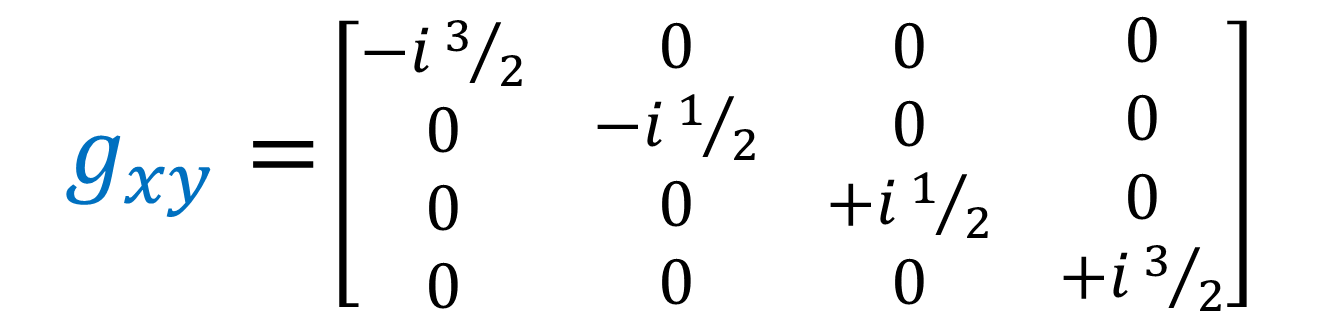 g_xy = [ −i 3/2 0 0 0
0 −i 1/2 0 0
0 0 +i 1/2 0
0 0 0 +i 3/2 ]